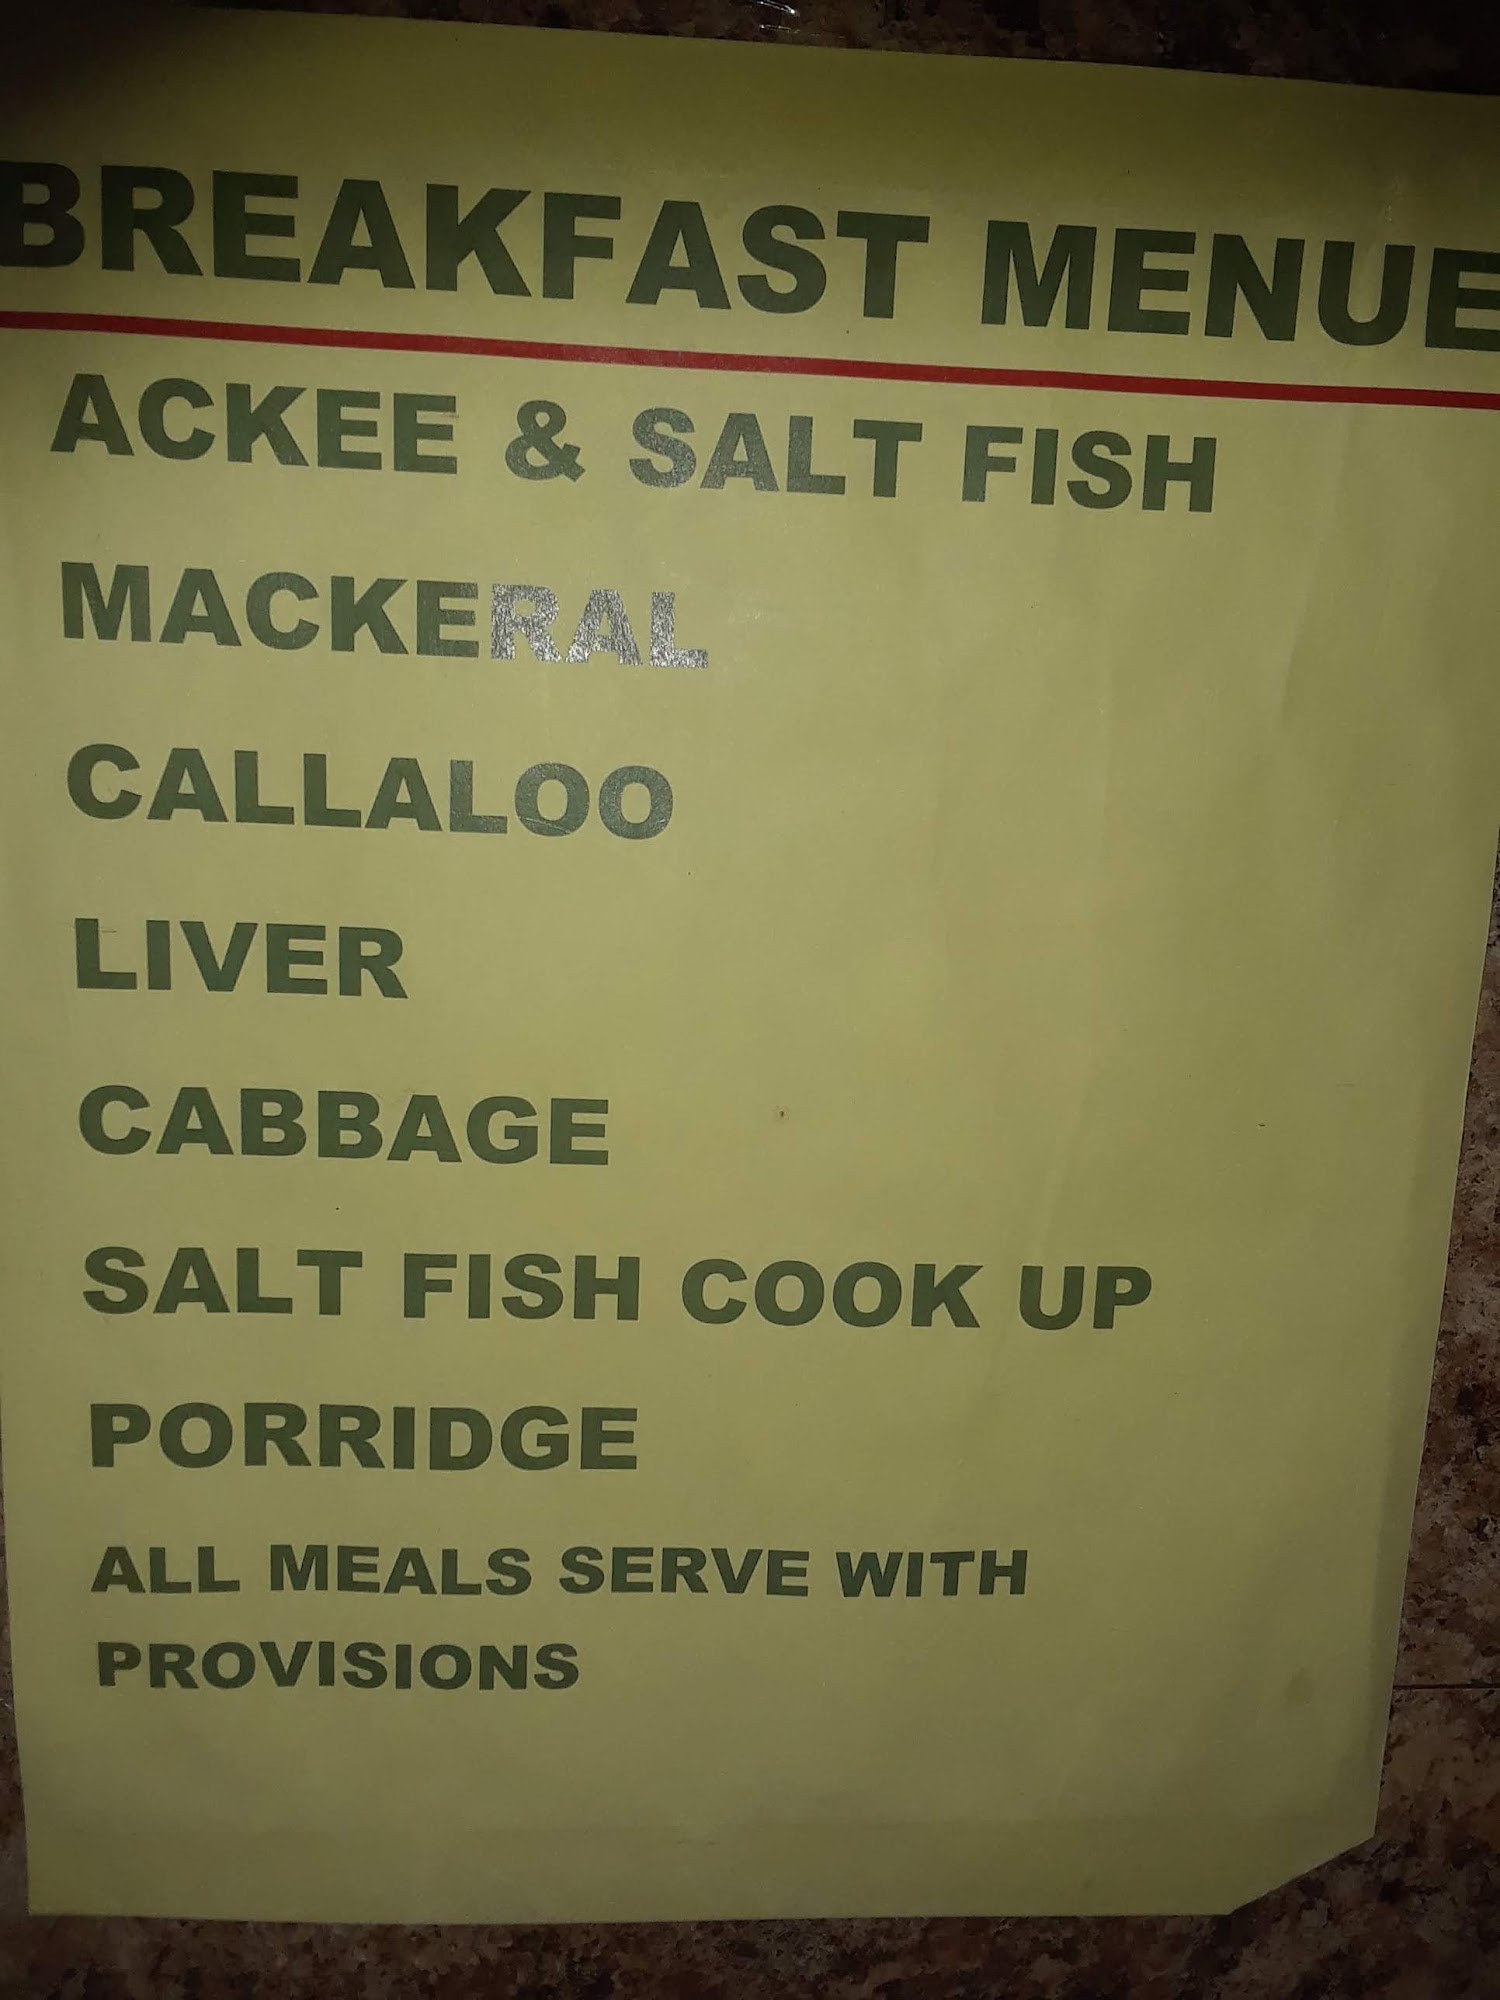 BREAKFAST MENUE
ACKEE & SALT FISH
MACKERAL
CALLALOO
LIVER
CABBAGE
SALT FISH COOK UP
PORRIDGE
ALL MEALS SERVE WITH
PROVISIONS